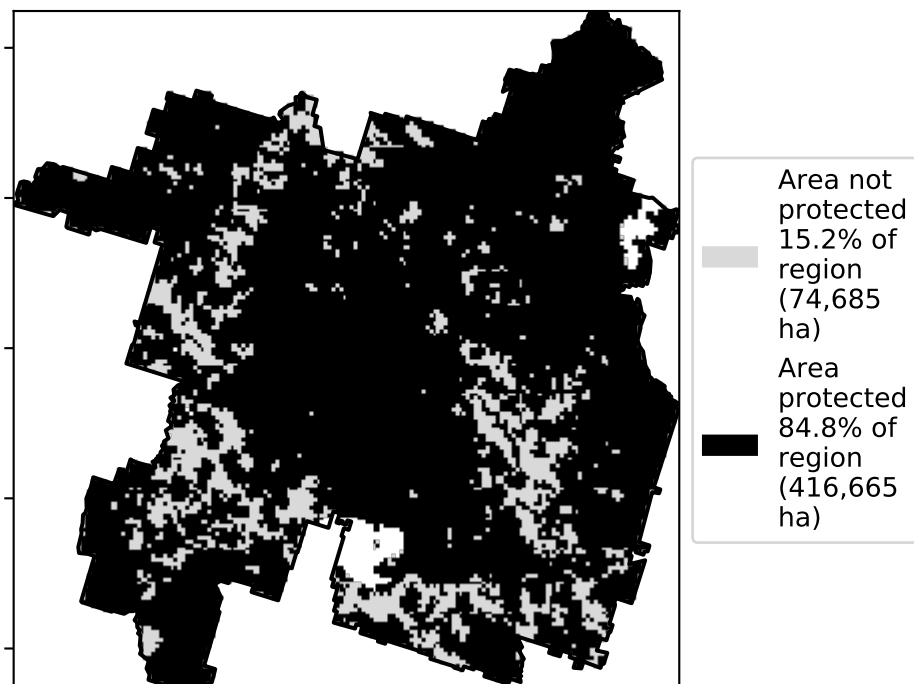 Area not
protected
15.2% of
region
(74,685
ha)
Area
protected
84.8% of
region
(416,665
ha)